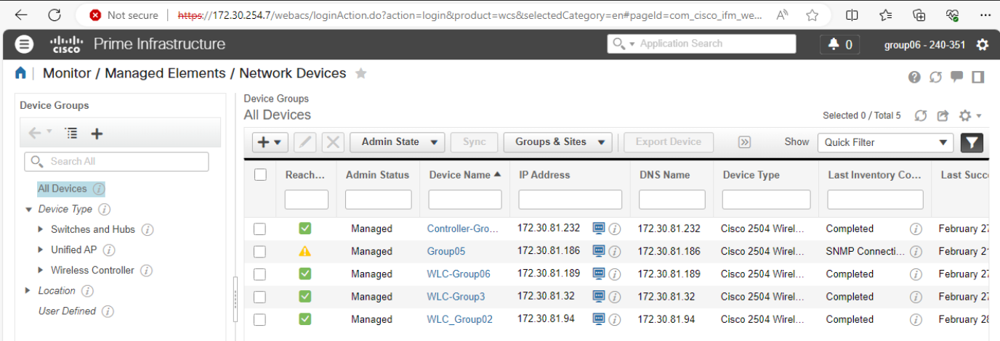 Not secure https://172.30.254.7/webacs/loginAction.do?action=login&product=wcs&selectedCategory=en#pageId=com_cisco_ifm_we...
CISCO Prime Infrastructure Application Search 0 group06 - 240-351
Monitor / Managed Elements / Network Devices
Device Groups
Search All
All Devices
Device Type
Switches and Hubs
Unified AP
Wireless Controller
Location
User Defined
Device Groups
All Devices Selected 0 / Total 5
Admin State Sync Groups & Sites Export Device Show Quick Filter
Reach... Admin Status Device Name IP Address DNS Name Device Type Last Inventory Co... Last Succ
Managed Controller-Gro... 172.30.81.232 172.30.81.232 Cisco 2504 Wirel... Completed February 27
Managed Group05 172.30.81.186 172.30.81.186 Cisco 2504 Wirel... SNMP Connecti... February 21
Managed WLC-Group06 172.30.81.189 172.30.81.189 Cisco 2504 Wirel... Completed February 27
Managed WLC-Group3 172.30.81.32 172.30.81.32 Cisco 2504 Wirel... Completed February 27
Managed WLC_Group02 172.30.81.94 172.30.81.94 Cisco 2504 Wirel... Completed February 28